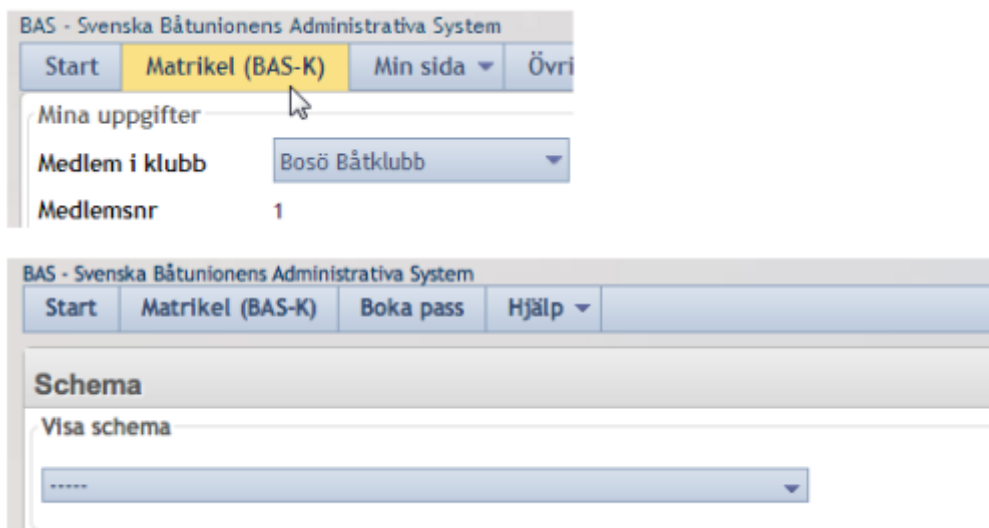 BAS - Svenska Båtunionens Administrativa System
Start Matrikel (BAS-K) Min sida Övri
Mina uppgifter
Medlem i klubb Bosö Båtklubb
Medlemsnr 1
BAS - Svenska Båtunionens Administrativa System
Start Matrikel (BAS-K) Boka pass Hjälp
Schema
Visa schema
-----